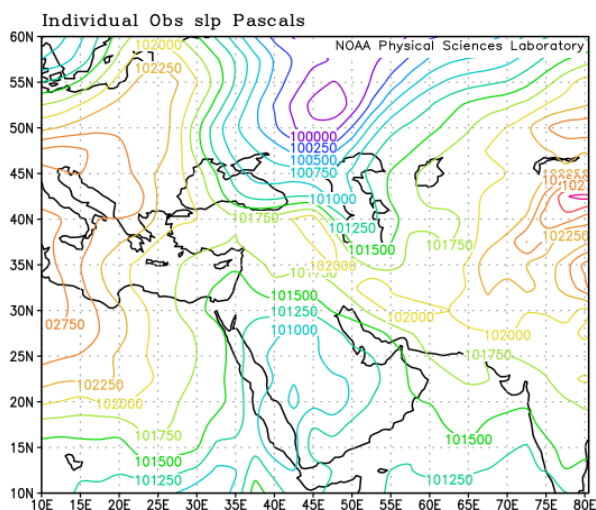 Individual Obs slp Pascals
NOAA Physical Sciences Laboratory
60N
102000
102250
55N
50N
100000
100250
100500
45N
100750
101000
40N
101750
101250
101500
101750
102250
35N
102000
101500
30N
02750
101250
101000
102000
102000
25N
101750
102250
20N
102000
15N
101750
101500
101500
101250
101250
10N
10E 15E 20E 25E 30E 35E 40E 45E 50E 55E 60E 65E 70E 75E 80E